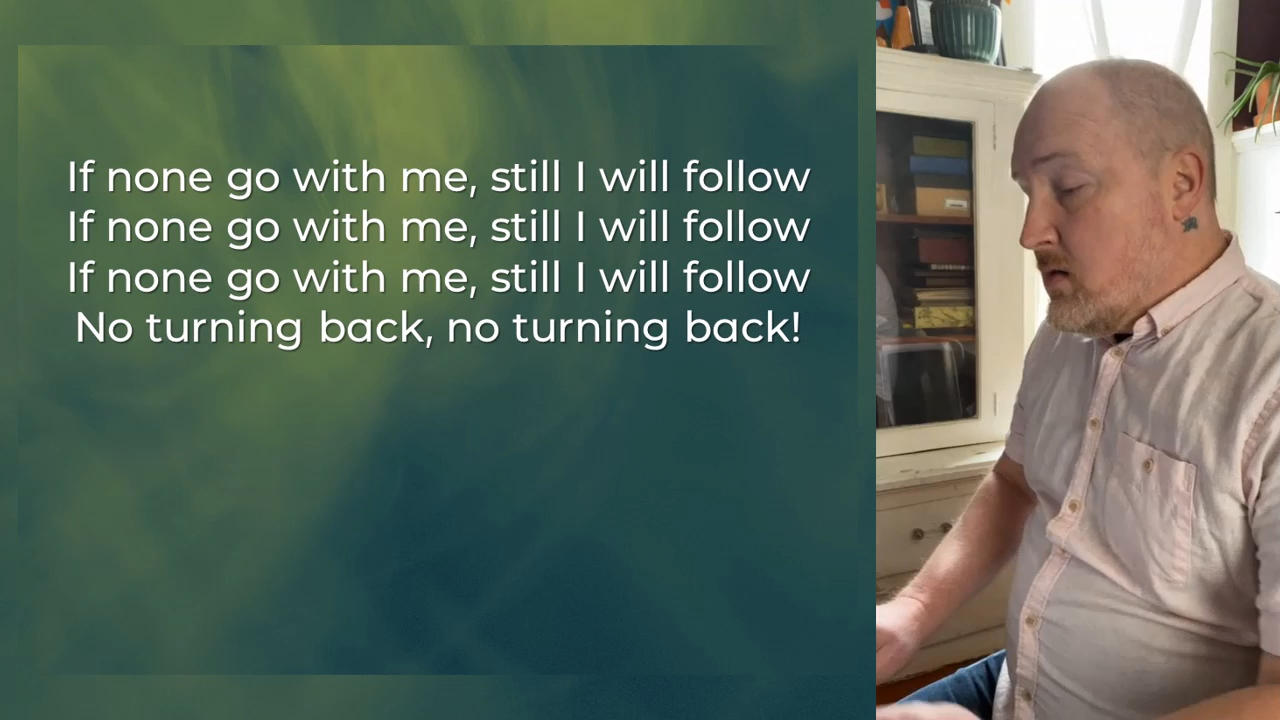 If none go with me, still I will follow
If none go with me, still I will follow
If none go with me, still I will follow
No turning back, no turning back!